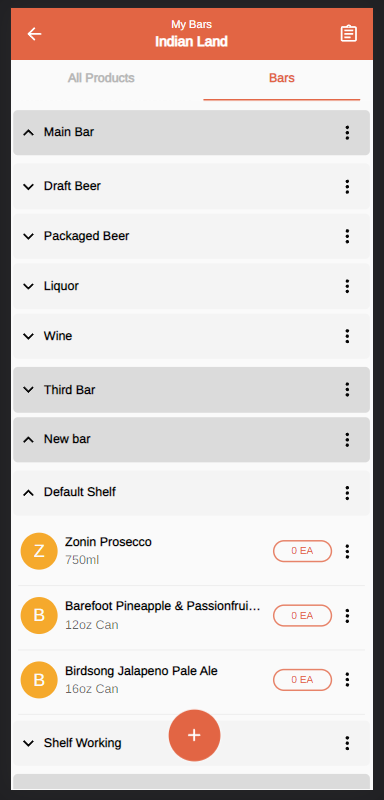 My Bars
Indian Land
All Products
Bars
Main Bar
Draft Beer
Packaged Beer
Liquor
Wine
Third Bar
New bar
Default Shelf
Z
Zonin Prosecco
750ml
0 EA
B
Barefoot Pineapple & Passionfrui...
12oz Can
0 EA
B
Birdsong Jalapeno Pale Ale
16oz Can
0 EA
Shelf Working
+